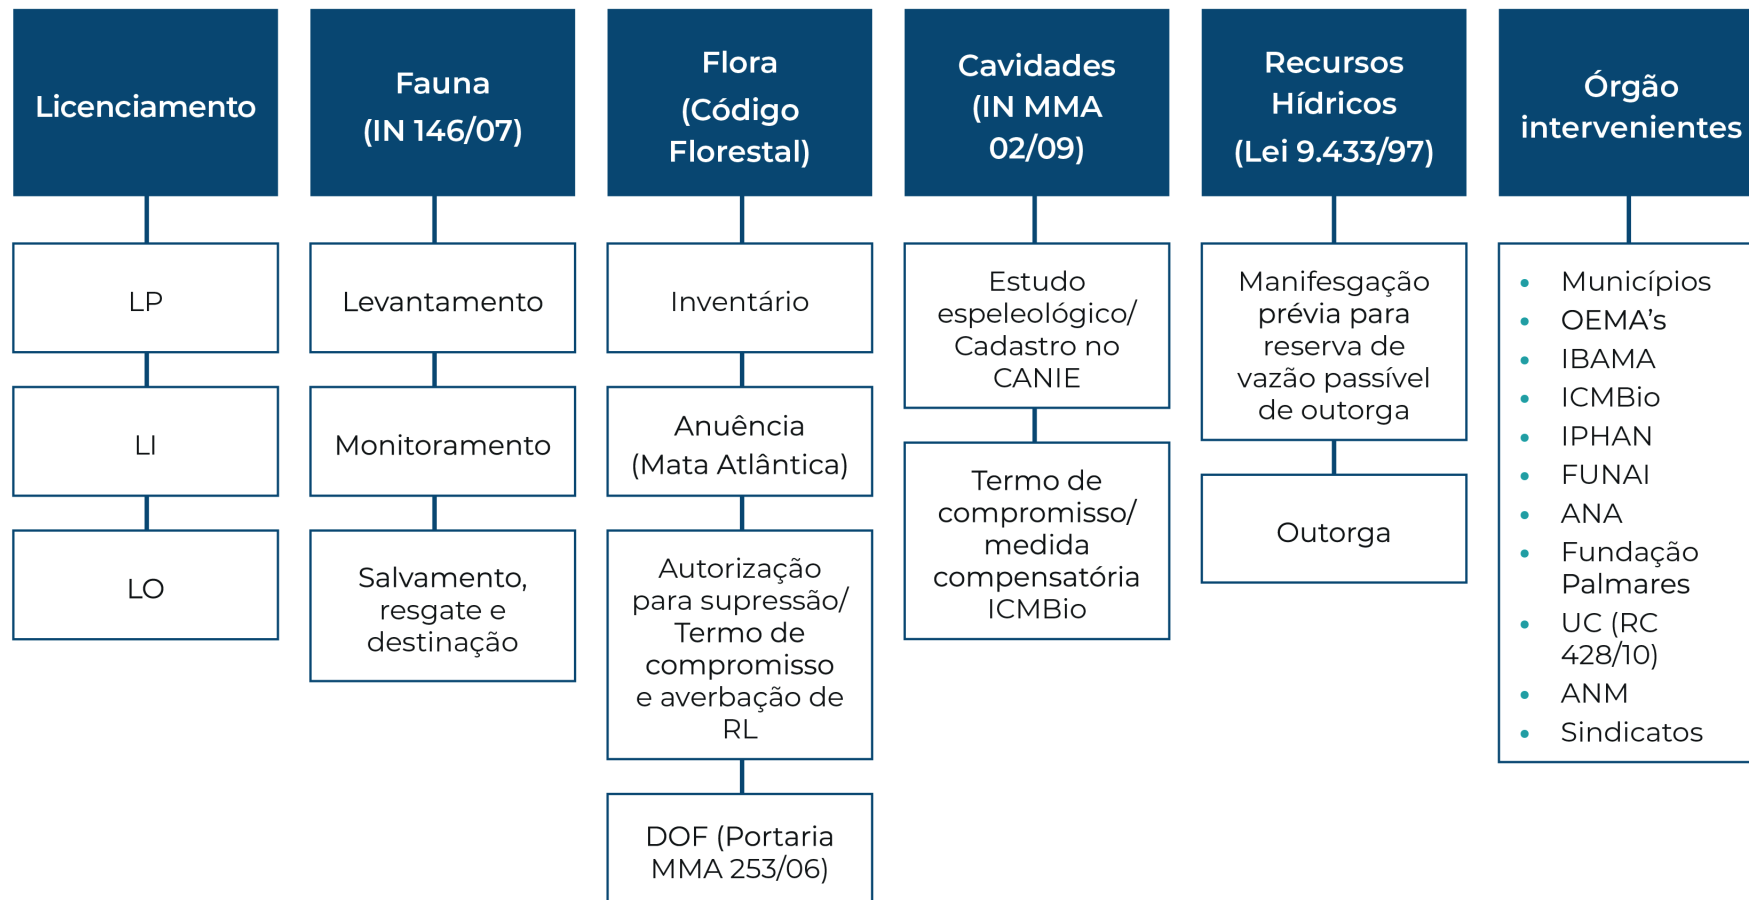 Licenciamento
LP
LI
LO
Fauna
(IN 146/07)
Levantamento
Monitoramento
Salvamento,
resgate e
destinação
Flora
(Código
Florestal)
Inventário
Anuência
(Mata Atlântica)
Autorização
para supressão/
Termo de
compromisso
e averbação de
RL
DOF (Portaria
MMA 253/06)
Cavidades
(IN MMA
02/09)
Estudo
espeleológico/
Cadastro no
CANIE
Termo de
compromisso/
medida
compensatória
ICMBio
Recursos
Hídricos
(Lei 9.433/97)
Manifesgação
prévia para
reserva de
vazão passível
de outorga
Outorga
Órgão
intervenientes
• Municípios
• OEMA’s
• IBAMA
• ICMBio
• IPHAN
• FUNAI
• ANA
• Fundação
Palmares
• UC (RC
428/10)
• ANM
• Sindicatos